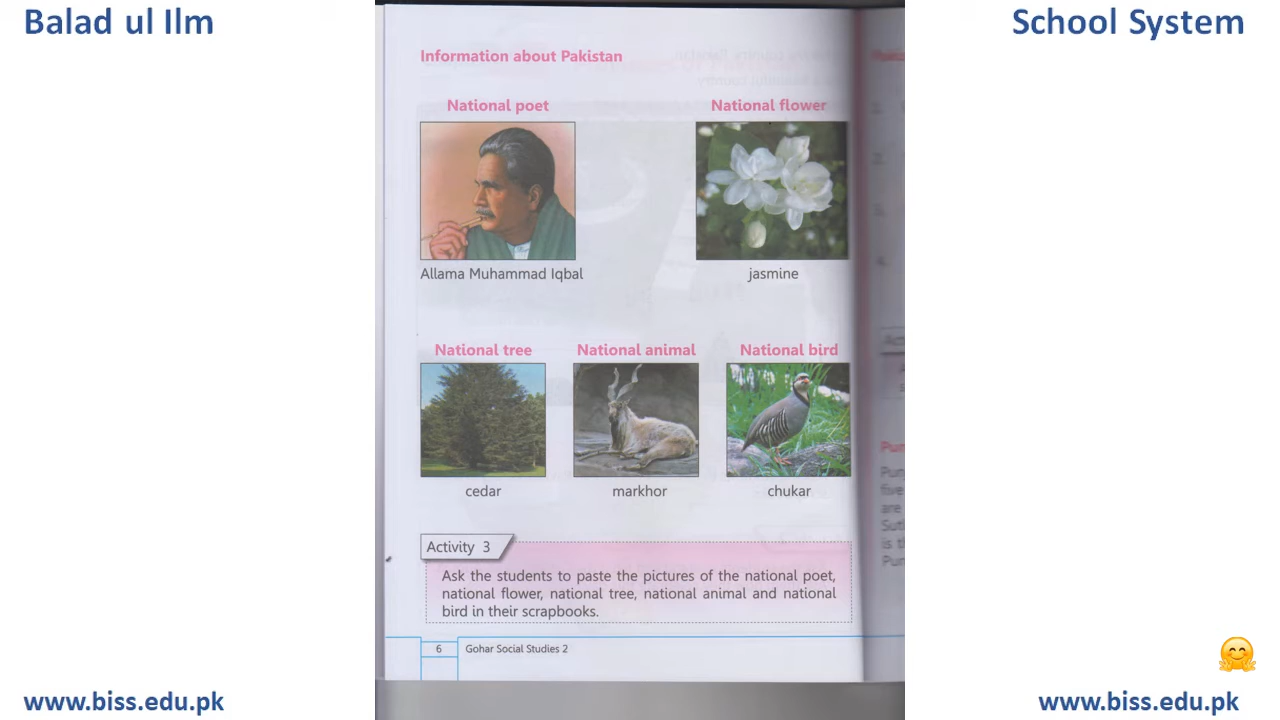 Balad ul Ilm
School System
Information about Pakistan
National poet
National flower
Allama Muhammad Iqbal
jasmine
National tree
National animal
National bird
cedar
markhor
chukar
Activity 3
Ask the students to paste the pictures of the national poet,
national flower, national tree, national animal and national
bird in their scrapbooks.
6
Gohar Social Studies 2
www.biss.edu.pk
www.biss.edu.pk